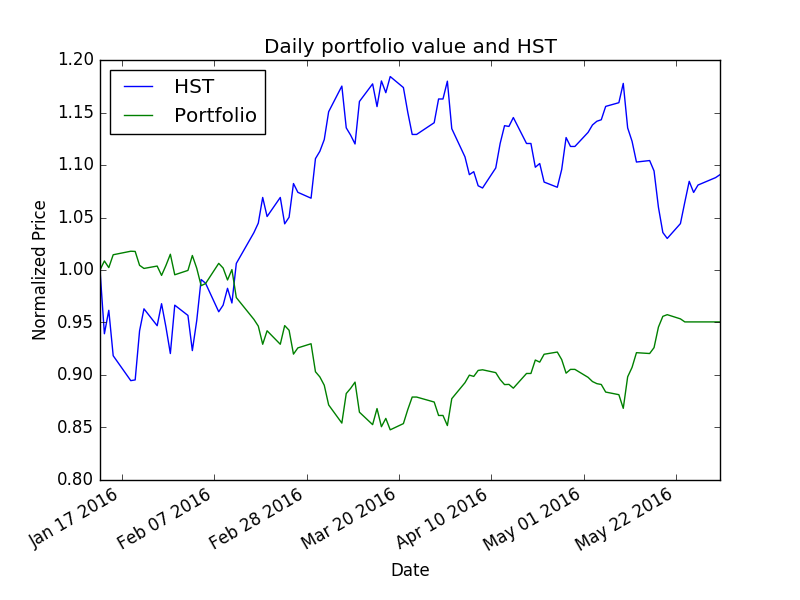 Daily portfolio value and HST
HST
Portfolio
1.20
1.15
1.10
1.05
1.00
0.95
0.90
0.85
0.80
Normalized Price
Jan 17 2016
Feb 07 2016
Feb 28 2016
Mar 20 2016
Apr 10 2016
May 01 2016
May 22 2016
Date